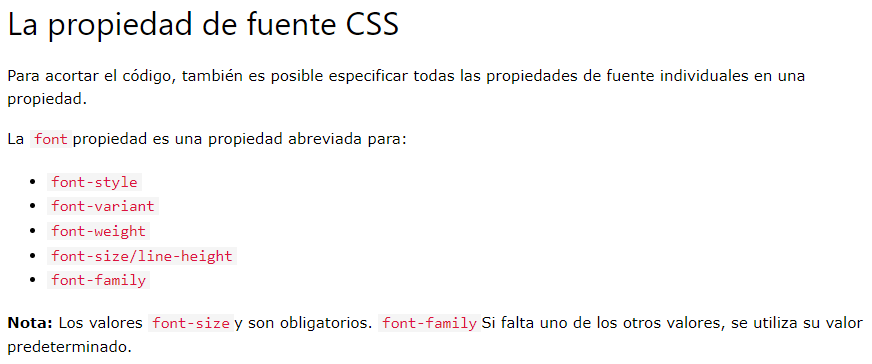 La propiedad de fuente CSS
Para acortar el código, también es posible especificar todas las propiedades de fuente individuales en una
propiedad.
La font propiedad es una propiedad abreviada para:
• font-style
• font-variant
• font-weight
• font-size/line-height
• font-family
Nota: Los valores font-size y son obligatorios. font-family Si falta uno de los otros valores, se utiliza su valor
predeterminado.